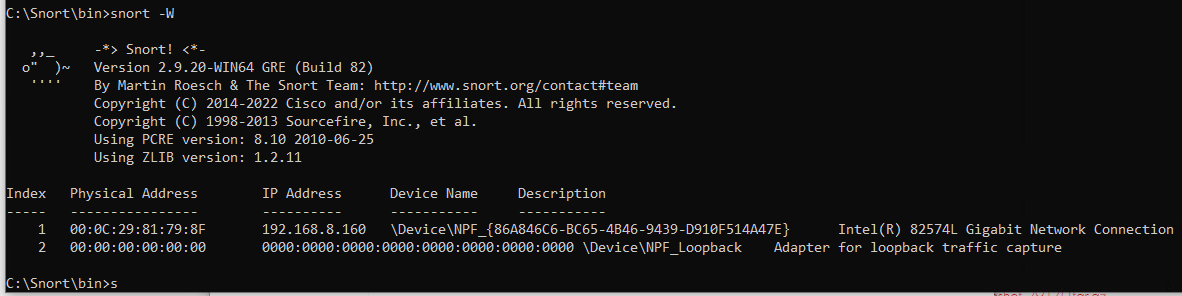 C:\Snort\bin>snort -W
,,_ -*> Snort! <*-
o" )~ Version 2.9.20-WIN64 GRE (Build 82)
'''' By Martin Roesch & The Snort Team: http://www.snort.org/contact#team
Copyright (C) 2014-2022 Cisco and/or its affiliates. All rights reserved.
Copyright (C) 1998-2013 Sourcefire, Inc., et al.
Using PCRE version: 8.10 2010-06-25
Using ZLIB version: 1.2.11
Index Physical Address IP Address Device Name Description
----- ---------------- ---------- ----------- -----------
1 00:0C:29:81:79:8F 192.168.8.160 \Device\NPF_{86A846C6-BC65-4B46-9439-D910F514A47E} Intel(R) 82574L Gigabit Network Connection
2 00:00:00:00:00:00 0000:0000:0000:0000:0000:0000:0000:0000 \Device\NPF_Loopback Adapter for loopback traffic capture
C:\Snort\bin>s